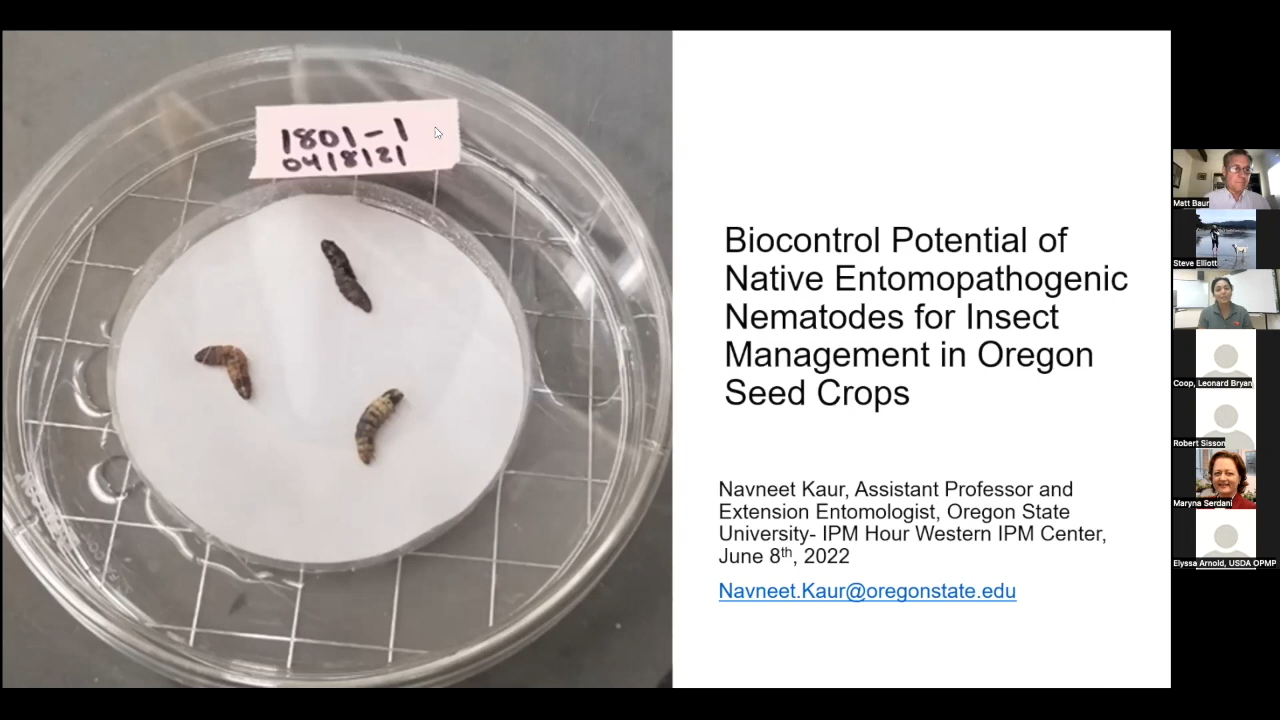 1801-1
04/8/21
Biocontrol Potential of
Native Entomopathogenic
Nematodes for Insect
Management in Oregon
Seed Crops
Navneet Kaur, Assistant Professor and
Extension Entomologist, Oregon State
University- IPM Hour Western IPM Center,
June 8th, 2022
Navneet.Kaur@oregonstate.edu
Matt Baur
Steve Elliott
Coop, Leonard Bryan
Robert Sisson
Maryna Serdani
Elyssa Arnold, USDA OPMP